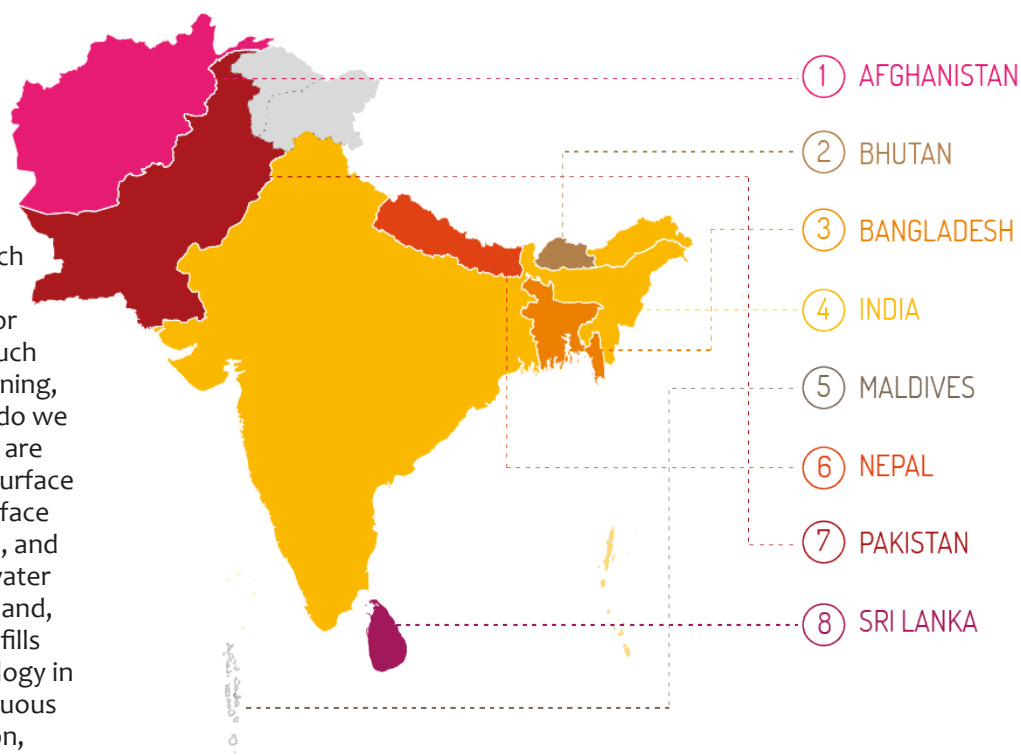 ch
or
uch
ning,
do we
are
urface
face
, and
vater
and,
fills
logy in
uous
on,
1 AFGHANISTAN
2 BHUTAN
3 BANGLADESH
4 INDIA
5 MALDIVES
6 NEPAL
7 PAKISTAN
8 SRI LANKA